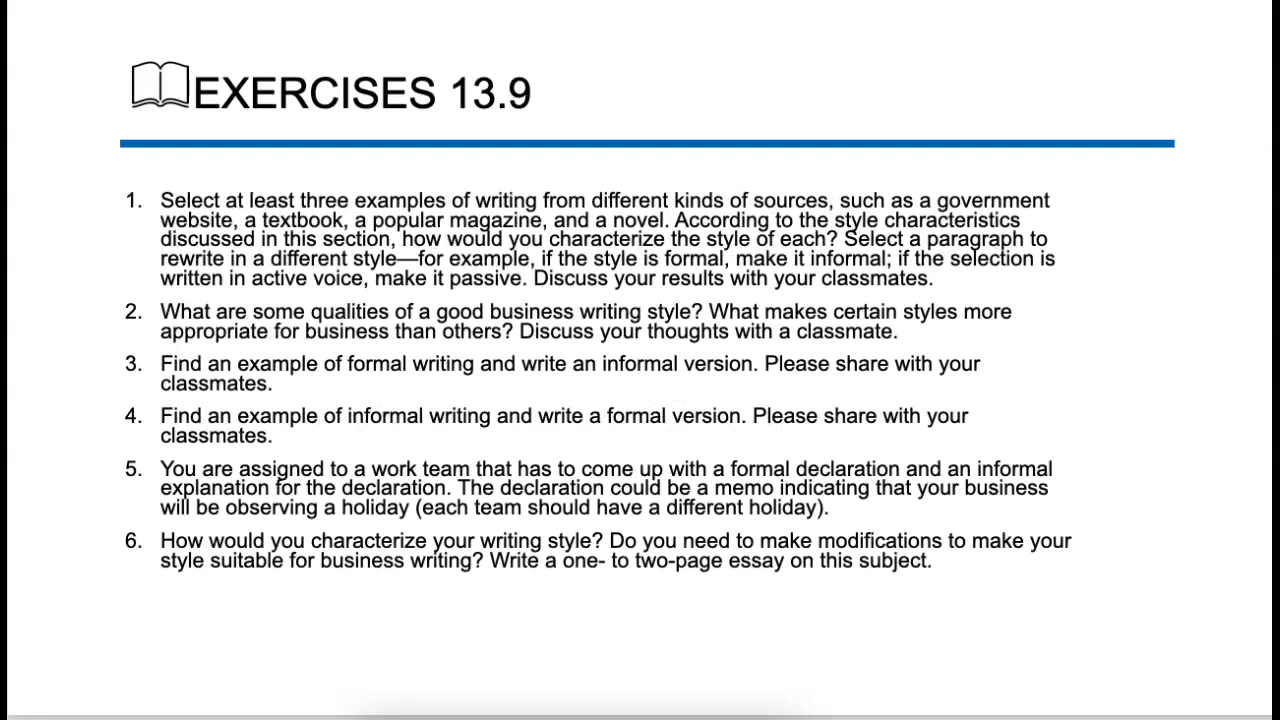 EXERCISES 13.9
1. Select at least three examples of writing from different kinds of sources, such as a government
website, a textbook, a popular magazine, and a novel. According to the style characteristics
discussed in this section, how would you characterize the style of each? Select a paragraph to
rewrite in a different style—for example, if the style is formal, make it informal; if the selection is
written in active voice, make it passive. Discuss your results with your classmates.
2. What are some qualities of a good business writing style? What makes certain styles more
appropriate for business than others? Discuss your thoughts with a classmate.
3. Find an example of formal writing and write an informal version. Please share with your
classmates.
4. Find an example of informal writing and write a formal version. Please share with your
classmates.
5. You are assigned to a work team that has to come up with a formal declaration and an informal
explanation for the declaration. The declaration could be a memo indicating that your business
will be observing a holiday (each team should have a different holiday).
6. How would you characterize your writing style? Do you need to make modifications to make your
style suitable for business writing? Write a one- to two-page essay on this subject.